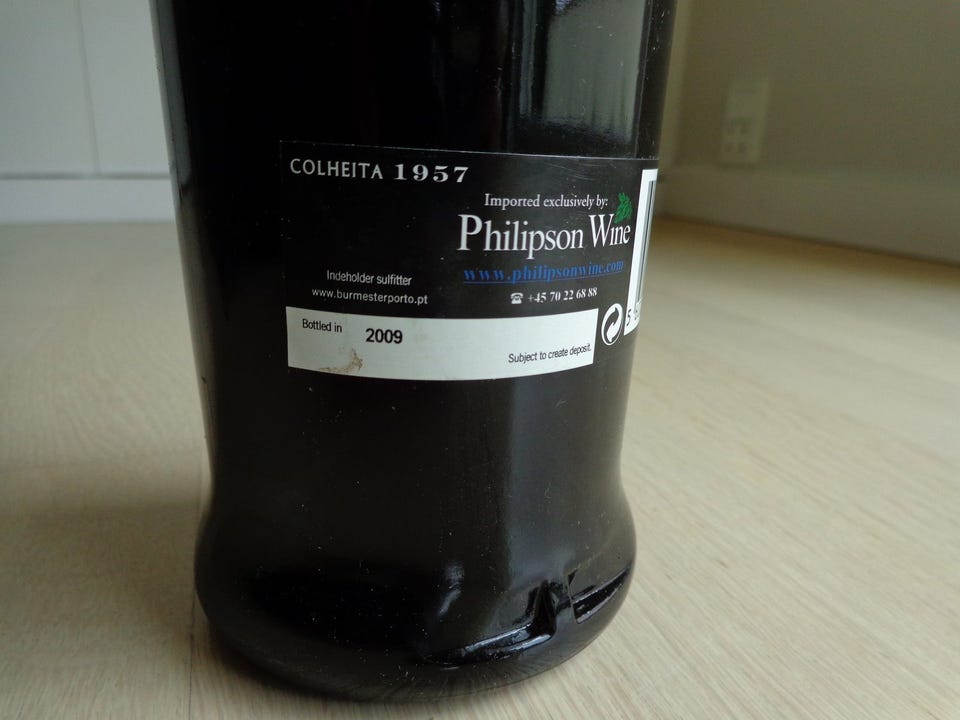 COLHEITA 1957
Imported exclusively by:
Philipson Wine
www.philipsonwine.com
Indeholder sulfitter
www.burmesterporto.pt
+45 70 22 68 88
Bottled in 2009
Subject to create deposit.
5